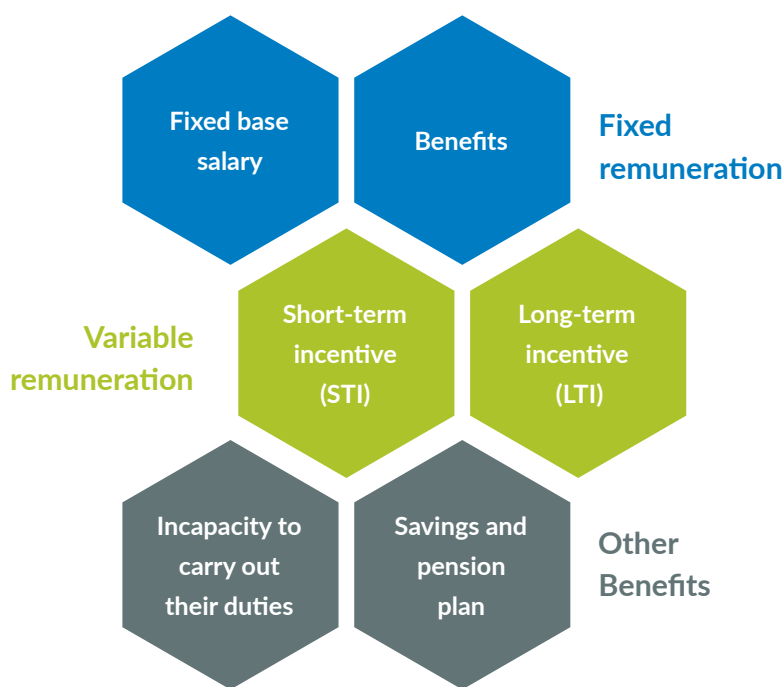 Fixed base
salary
Benefits
Fixed
remuneration
Variable
remuneration
Short-term
incentive
(STI)
Long-term
incentive
(LTI)
Incapacity to
carry out
their duties
Savings and
pension
plan
Other
Benefits